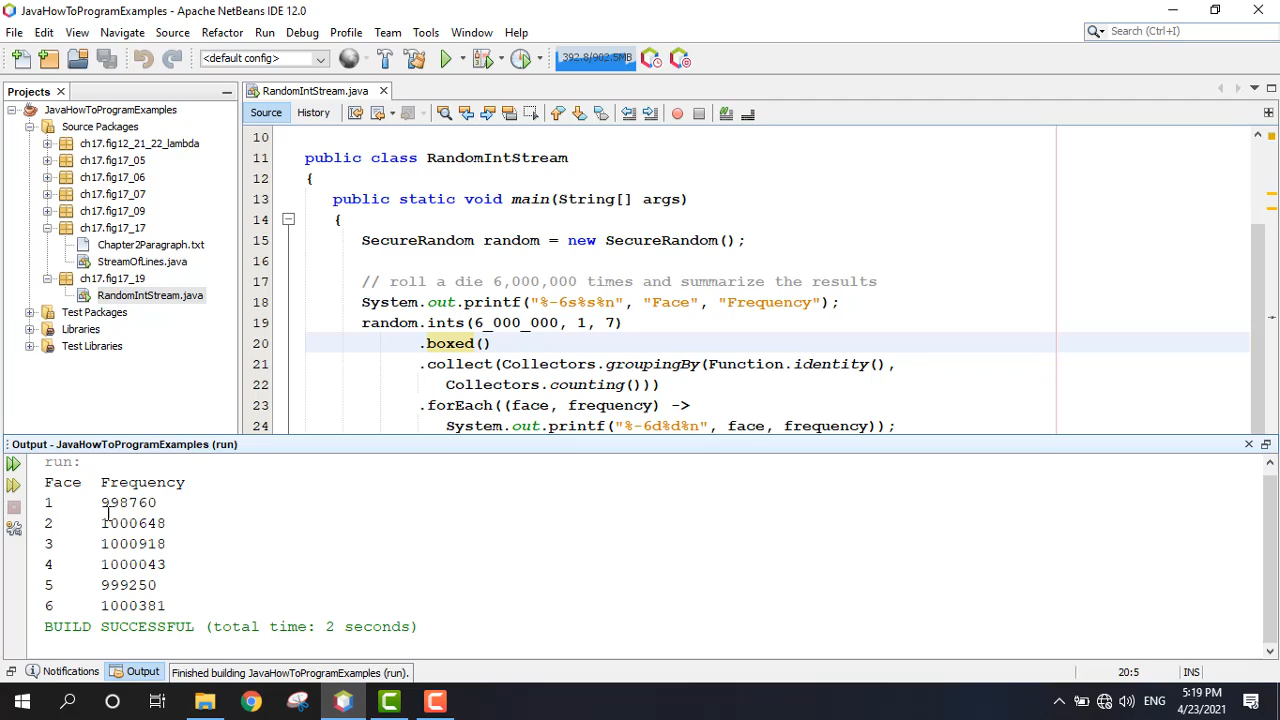 JavaHowToProgramExamples - Apache NetBeans IDE 12.0
File Edit View Navigate Source Refactor Run Debug Profile Team Tools Window Help
Search (Ctrl+I)
<default config>
392.8/902.5MB
Projects
RandomIntStream.java
JavaHowToProgramExamples
Source Packages
ch17.fig12_21_22_lambda
ch17.fig17_05
ch17.fig17_06
ch17.fig17_07
ch17.fig17_09
ch17.fig17_17
Chapter2Paragraph.txt
StreamOfLines.java
ch17.fig17_19
RandomIntStream.java
Test Packages
Libraries
Test Libraries
Source History
10
11 public class RandomIntStream
12 {
13 public static void main(String[] args)
14 {
15 SecureRandom random = new SecureRandom();
16
17 // roll a die 6,000,000 times and summarize the results
18 System.out.printf("%-6s%s%n", "Face", "Frequency");
19 random.ints(6_000_000, 1, 7)
20 .boxed()
21 .collect(Collectors.groupingBy(Function.identity(),
22 Collectors.counting()))
23 .forEach((face, frequency) ->
24 System.out.printf("%-6d%d%n", face, frequency));
Output - JavaHowToProgramExamples (run)
run:
Face Frequency
1 998760
2 1000648
3 1000918
4 1000043
5 999250
6 1000381
BUILD SUCCESSFUL (total time: 2 seconds)
Notifications Output Finished building JavaHowToProgramExamples (run). 20:5 INS
ENG
5:19 PM
4/23/2021